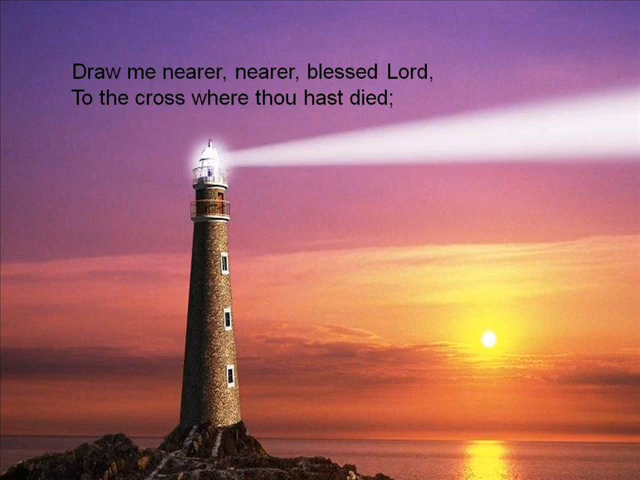 Draw me nearer, nearer, blessed Lord,
To the cross where thou hast died;